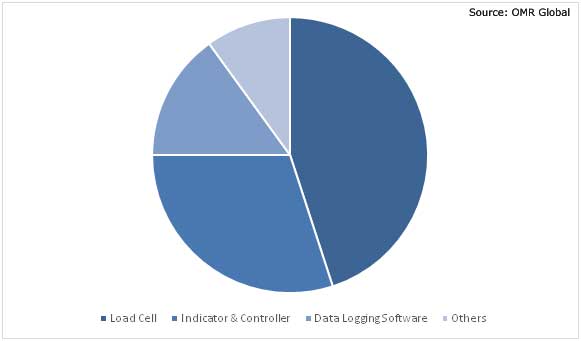 Source: OMR Global
Load Cell Indicator & Controller Data Logging Software Others